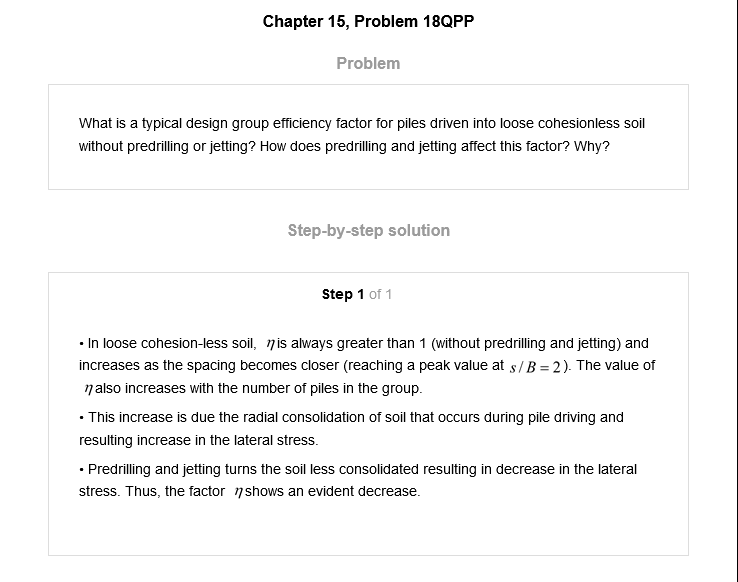 Chapter 15, Problem 18QPP
Problem
What is a typical design group efficiency factor for piles driven into loose cohesionless soil
without predrilling or jetting? How does predrilling and jetting affect this factor? Why?
Step-by-step solution
Step 1 of 1
• In loose cohesion-less soil, η is always greater than 1 (without predrilling and jetting) and
increases as the spacing becomes closer (reaching a peak value at s / B = 2). The value of
η also increases with the number of piles in the group.
• This increase is due the radial consolidation of soil that occurs during pile driving and
resulting increase in the lateral stress.
• Predrilling and jetting turns the soil less consolidated resulting in decrease in the lateral
stress. Thus, the factor η shows an evident decrease.